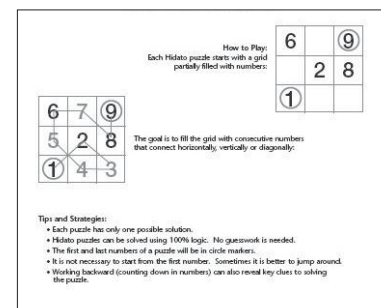 How to Play:
Each Hidato puzzle starts with a grid
partially filled with numbers:
6 9
2 8
1
6 7 9
5 2 8
1 4 3
The goal is to fill the grid with consecutive numbers
that connect horizontally, vertically or diagonally:
Tips and Strategies:
• Each puzzle has only one possible solution.
• Hidato puzzles can be solved using 100% logic. No guesswork is needed.
• The first and last numbers of a puzzle will be in circle markers.
• It is not necessary to start from the first number. Sometimes it is better to jump around.
• Working backward (counting down in numbers) can also reveal key clues to solving
the puzzle.